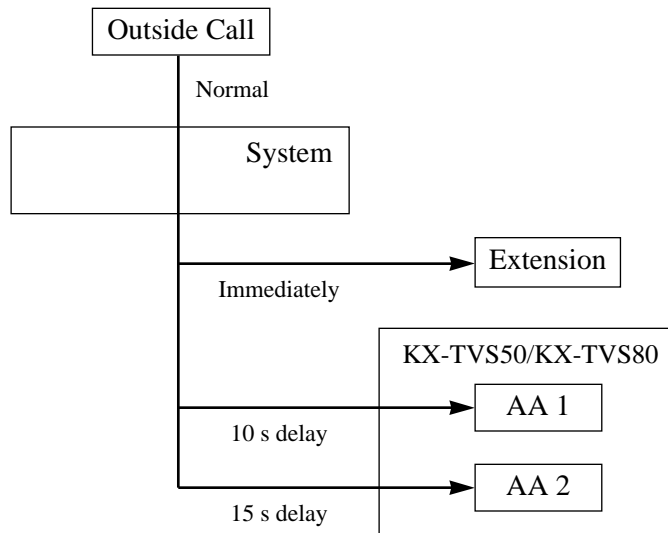 Outside Call
Normal
System
Extension
Immediately
KX-TVS50/KX-TVS80
AA 1
10 s delay
AA 2
15 s delay